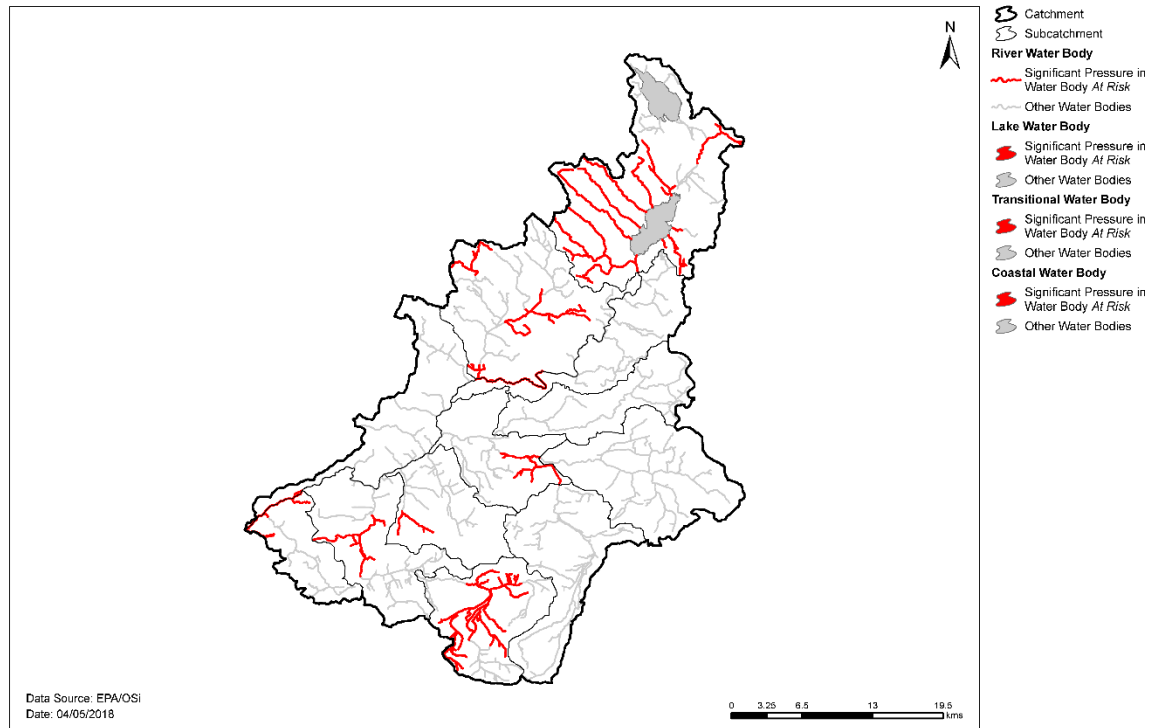 N
Catchment
Subcatchment
River Water Body
Significant Pressure in
Water Body At Risk
Other Water Bodies
Lake Water Body
Significant Pressure in
Water Body At Risk
Other Water Bodies
Transitional Water Body
Significant Pressure in
Water Body At Risk
Other Water Bodies
Coastal Water Body
Significant Pressure in
Water Body At Risk
Other Water Bodies
Data Source: EPA/OSi
Date: 04/05/2018
0 3.25 6.5 13 19.5
kms